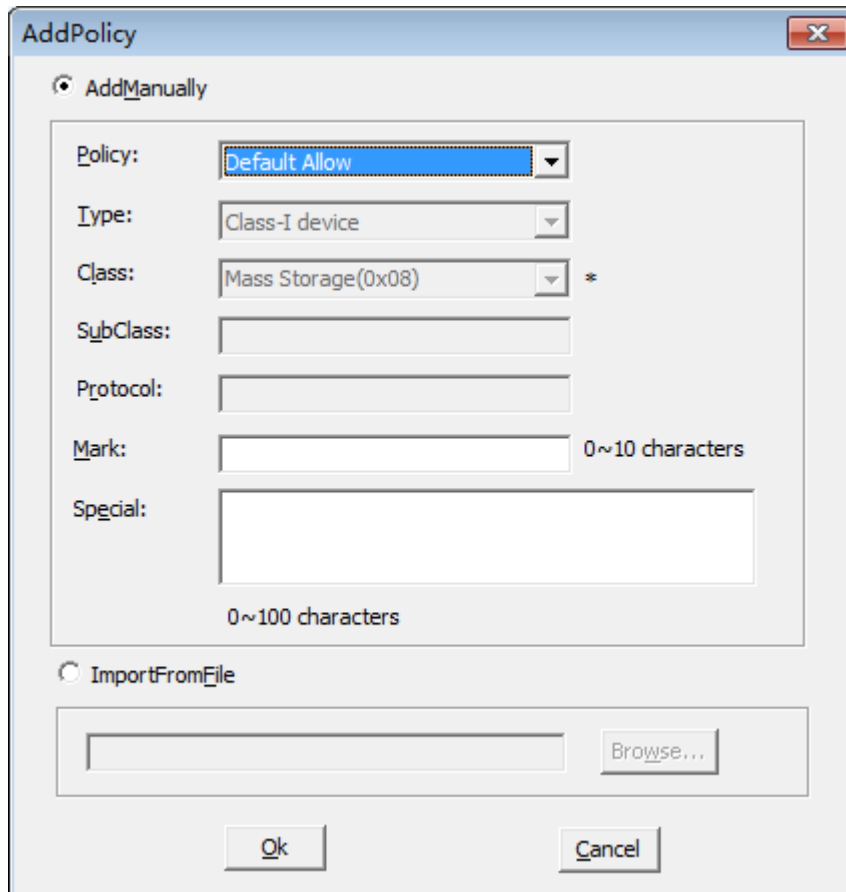 AddPolicy
AddManually
Policy: Default Allow
Type: Class-I device
Class: Mass Storage(0x08) *
SubClass:
Protocol:
Mark: 0~10 characters
Special:
0~100 characters
ImportFromFile
Browse...
Ok Cancel